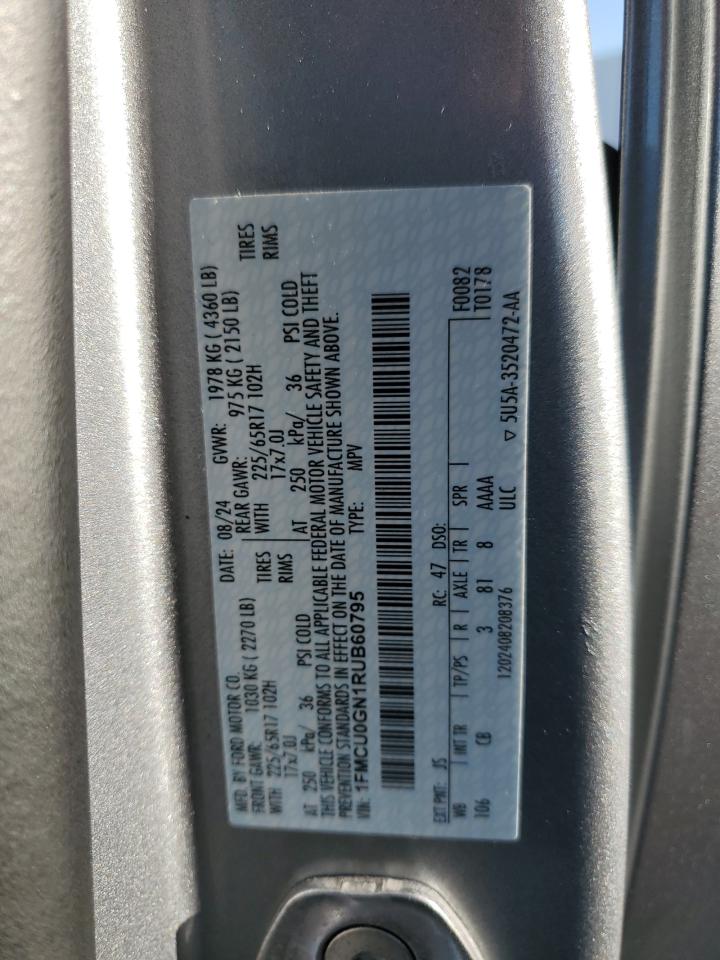 MFD. BY FORD MOTOR CO.
DATE: 08/24 GVWR: 1978 KG ( 4360 LB)
FRONT GAWR: 1030 KG ( 2270 LB) REAR GAWR: 975 KG ( 2150 LB)
WITH 225/65R17 102H TIRES WITH 225/65R17 102H TIRES
17x7.0J RIMS 17x7.0J RIMS
AT 250 kPa/ 36 PSI COLD AT 250 kPa/ 36 PSI COLD
THIS VEHICLE CONFORMS TO ALL APPLICABLE FEDERAL MOTOR VEHICLE SAFETY AND THEFT
PREVENTION STANDARDS IN EFFECT ON THE DATE OF MANUFACTURE SHOWN ABOVE.
VIN: 1FMCU0GN1RUB60795 TYPE: MPV
EXT PNT: JS RC: 47 DSO: F0082
WB INT TR TP/PS R AXLE TR SPR T0178
106 CB 3 81 8 AAAA
1202408208376 ULC ▽ 5U5A-3520472-AA